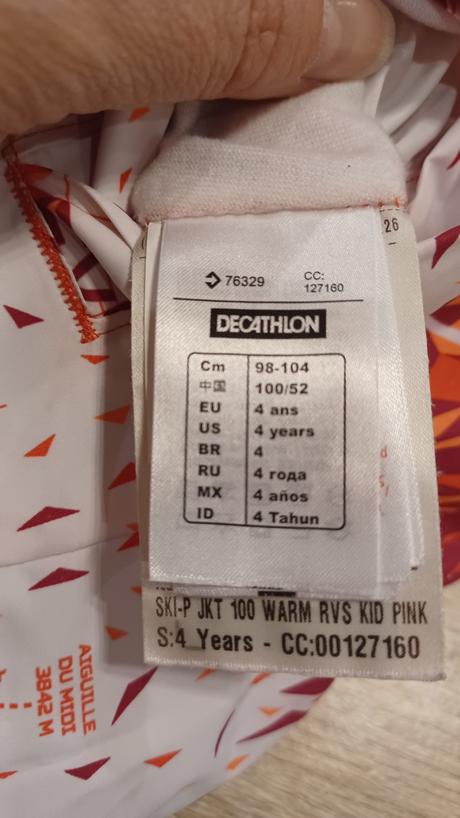 26
76329 CC:
127160
DECATHLON
Cm 98-104
中国 100/52
EU 4 ans
US 4 years
BR 4
RU 4 года
MX 4 años
ID 4 Tahun
SKI-P JKT 100 WARM RVS KID PINK
S:4 Years - CC:00127160
AIGUILLE
DU MIDI
3842 M